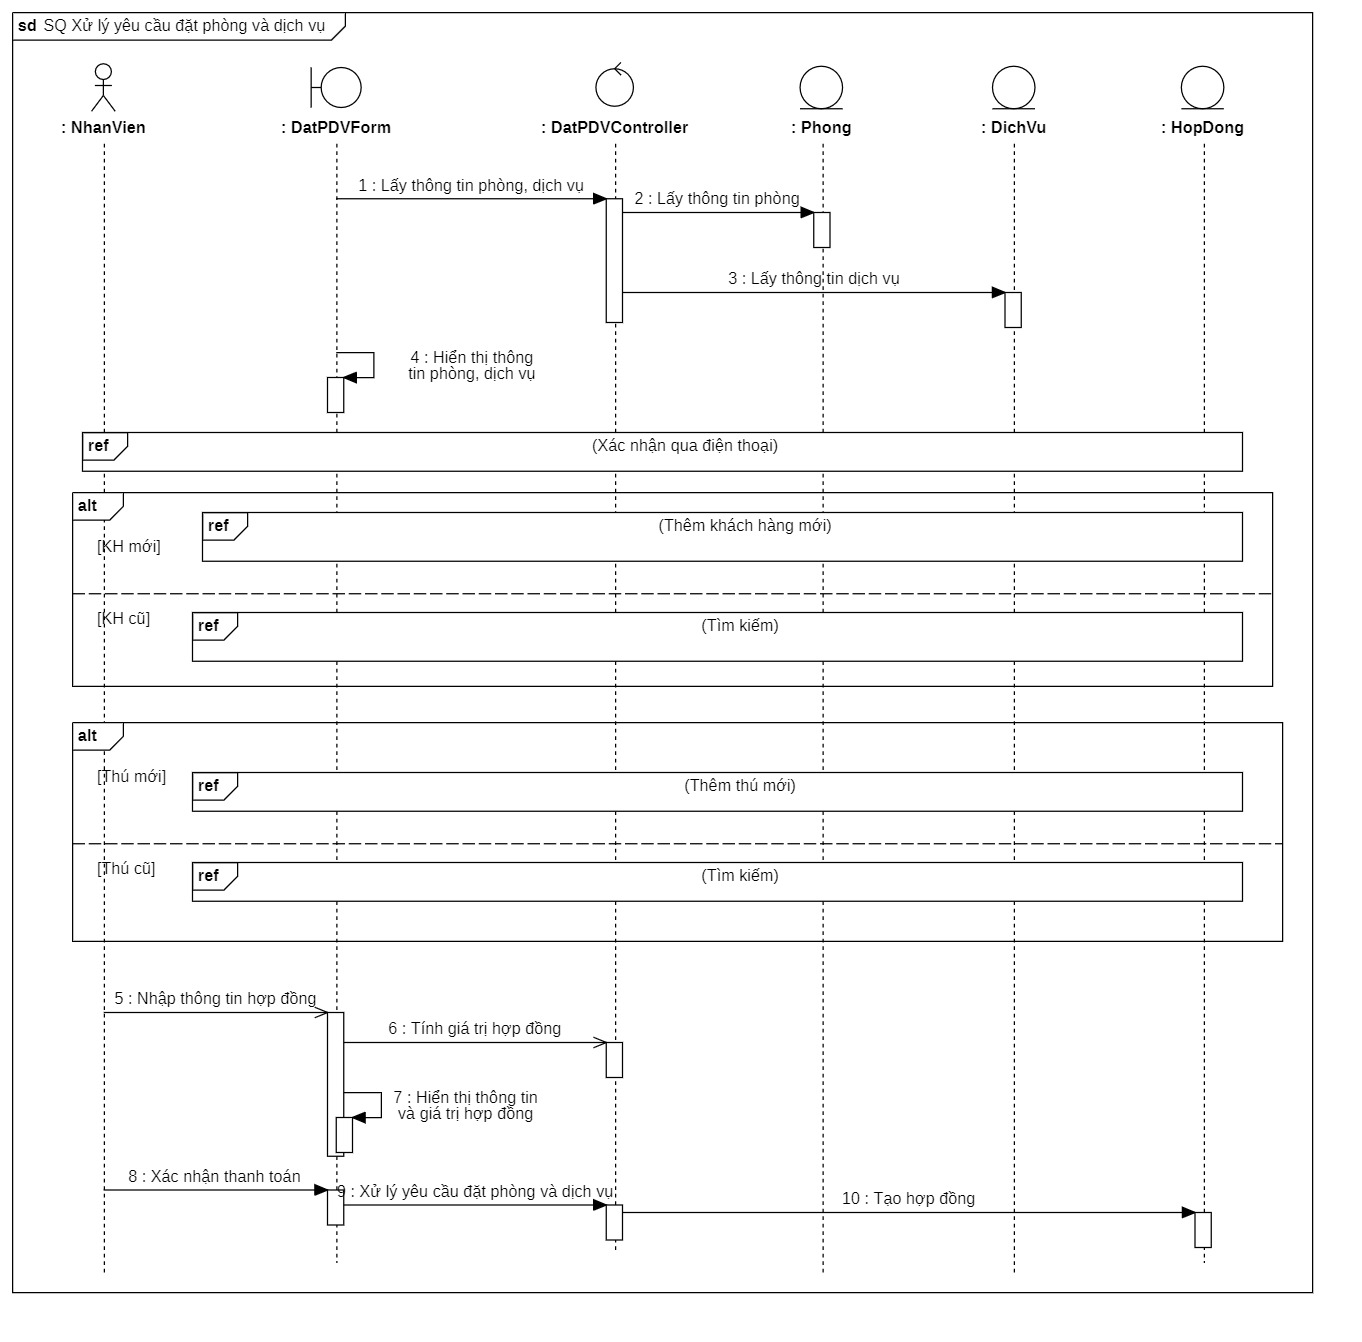 sd SQ Xử lý yêu cầu đặt phòng và dịch vụ
: NhanVien
: DatPDVForm
: DatPDVController
: Phong
: DichVu
: HopDong
1 : Lấy thông tin phòng, dịch vụ
2 : Lấy thông tin phòng
3 : Lấy thông tin dịch vụ
4 : Hiển thị thông
tin phòng, dịch vụ
ref
(Xác nhận qua điện thoại)
alt
ref
(Thêm khách hàng mới)
[KH mới]
[KH cũ]
ref
(Tìm kiếm)
alt
[Thú mới]
ref
(Thêm thú mới)
[Thú cũ]
ref
(Tìm kiếm)
5 : Nhập thông tin hợp đồng
6 : Tính giá trị hợp đồng
7 : Hiển thị thông tin
và giá trị hợp đồng
8 : Xác nhận thanh toán
9 : Xử lý yêu cầu đặt phòng và dịch vụ
10 : Tạo hợp đồng